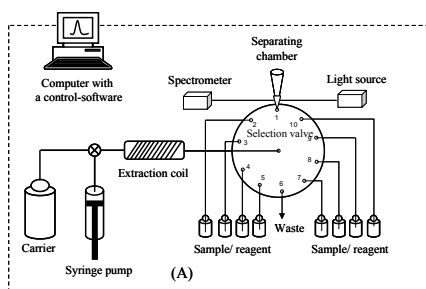 Separating
chamber
Spectrometer
Light source
Computer with
a control-software
1
2
10
Selection valve
3
9
Extraction coil
8
4
5
6
7
Waste
Carrier
Sample/ reagent
Sample/ reagent
Syringe pump
(A)